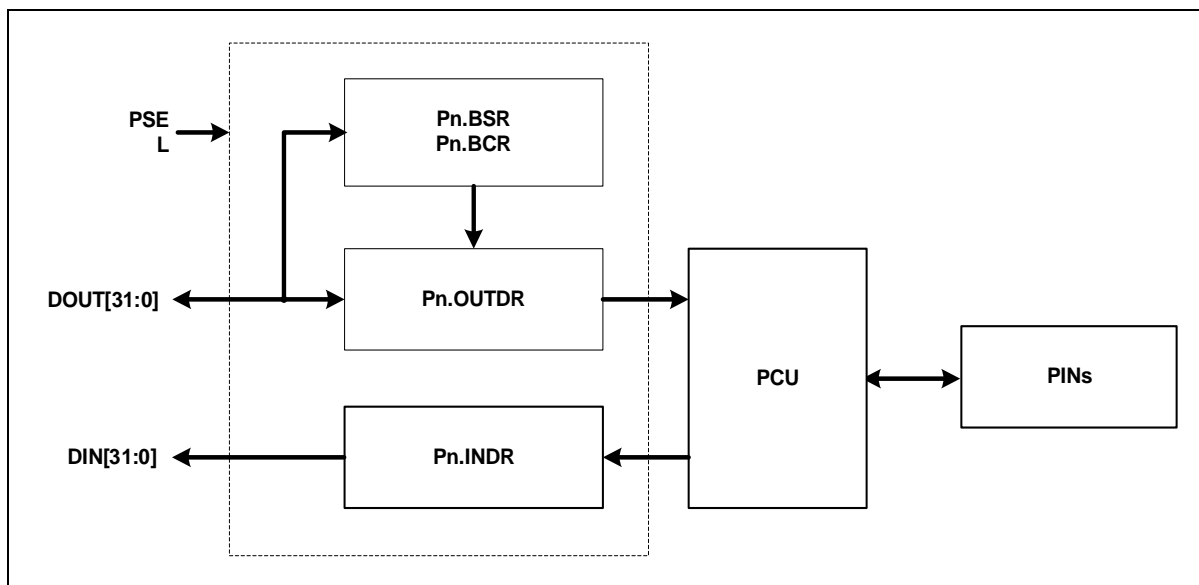 PSE
L
Pn.BSR
Pn.BCR
DOUT[31:0]
Pn.OUTDR
PCU
PINs
DIN[31:0]
Pn.INDR